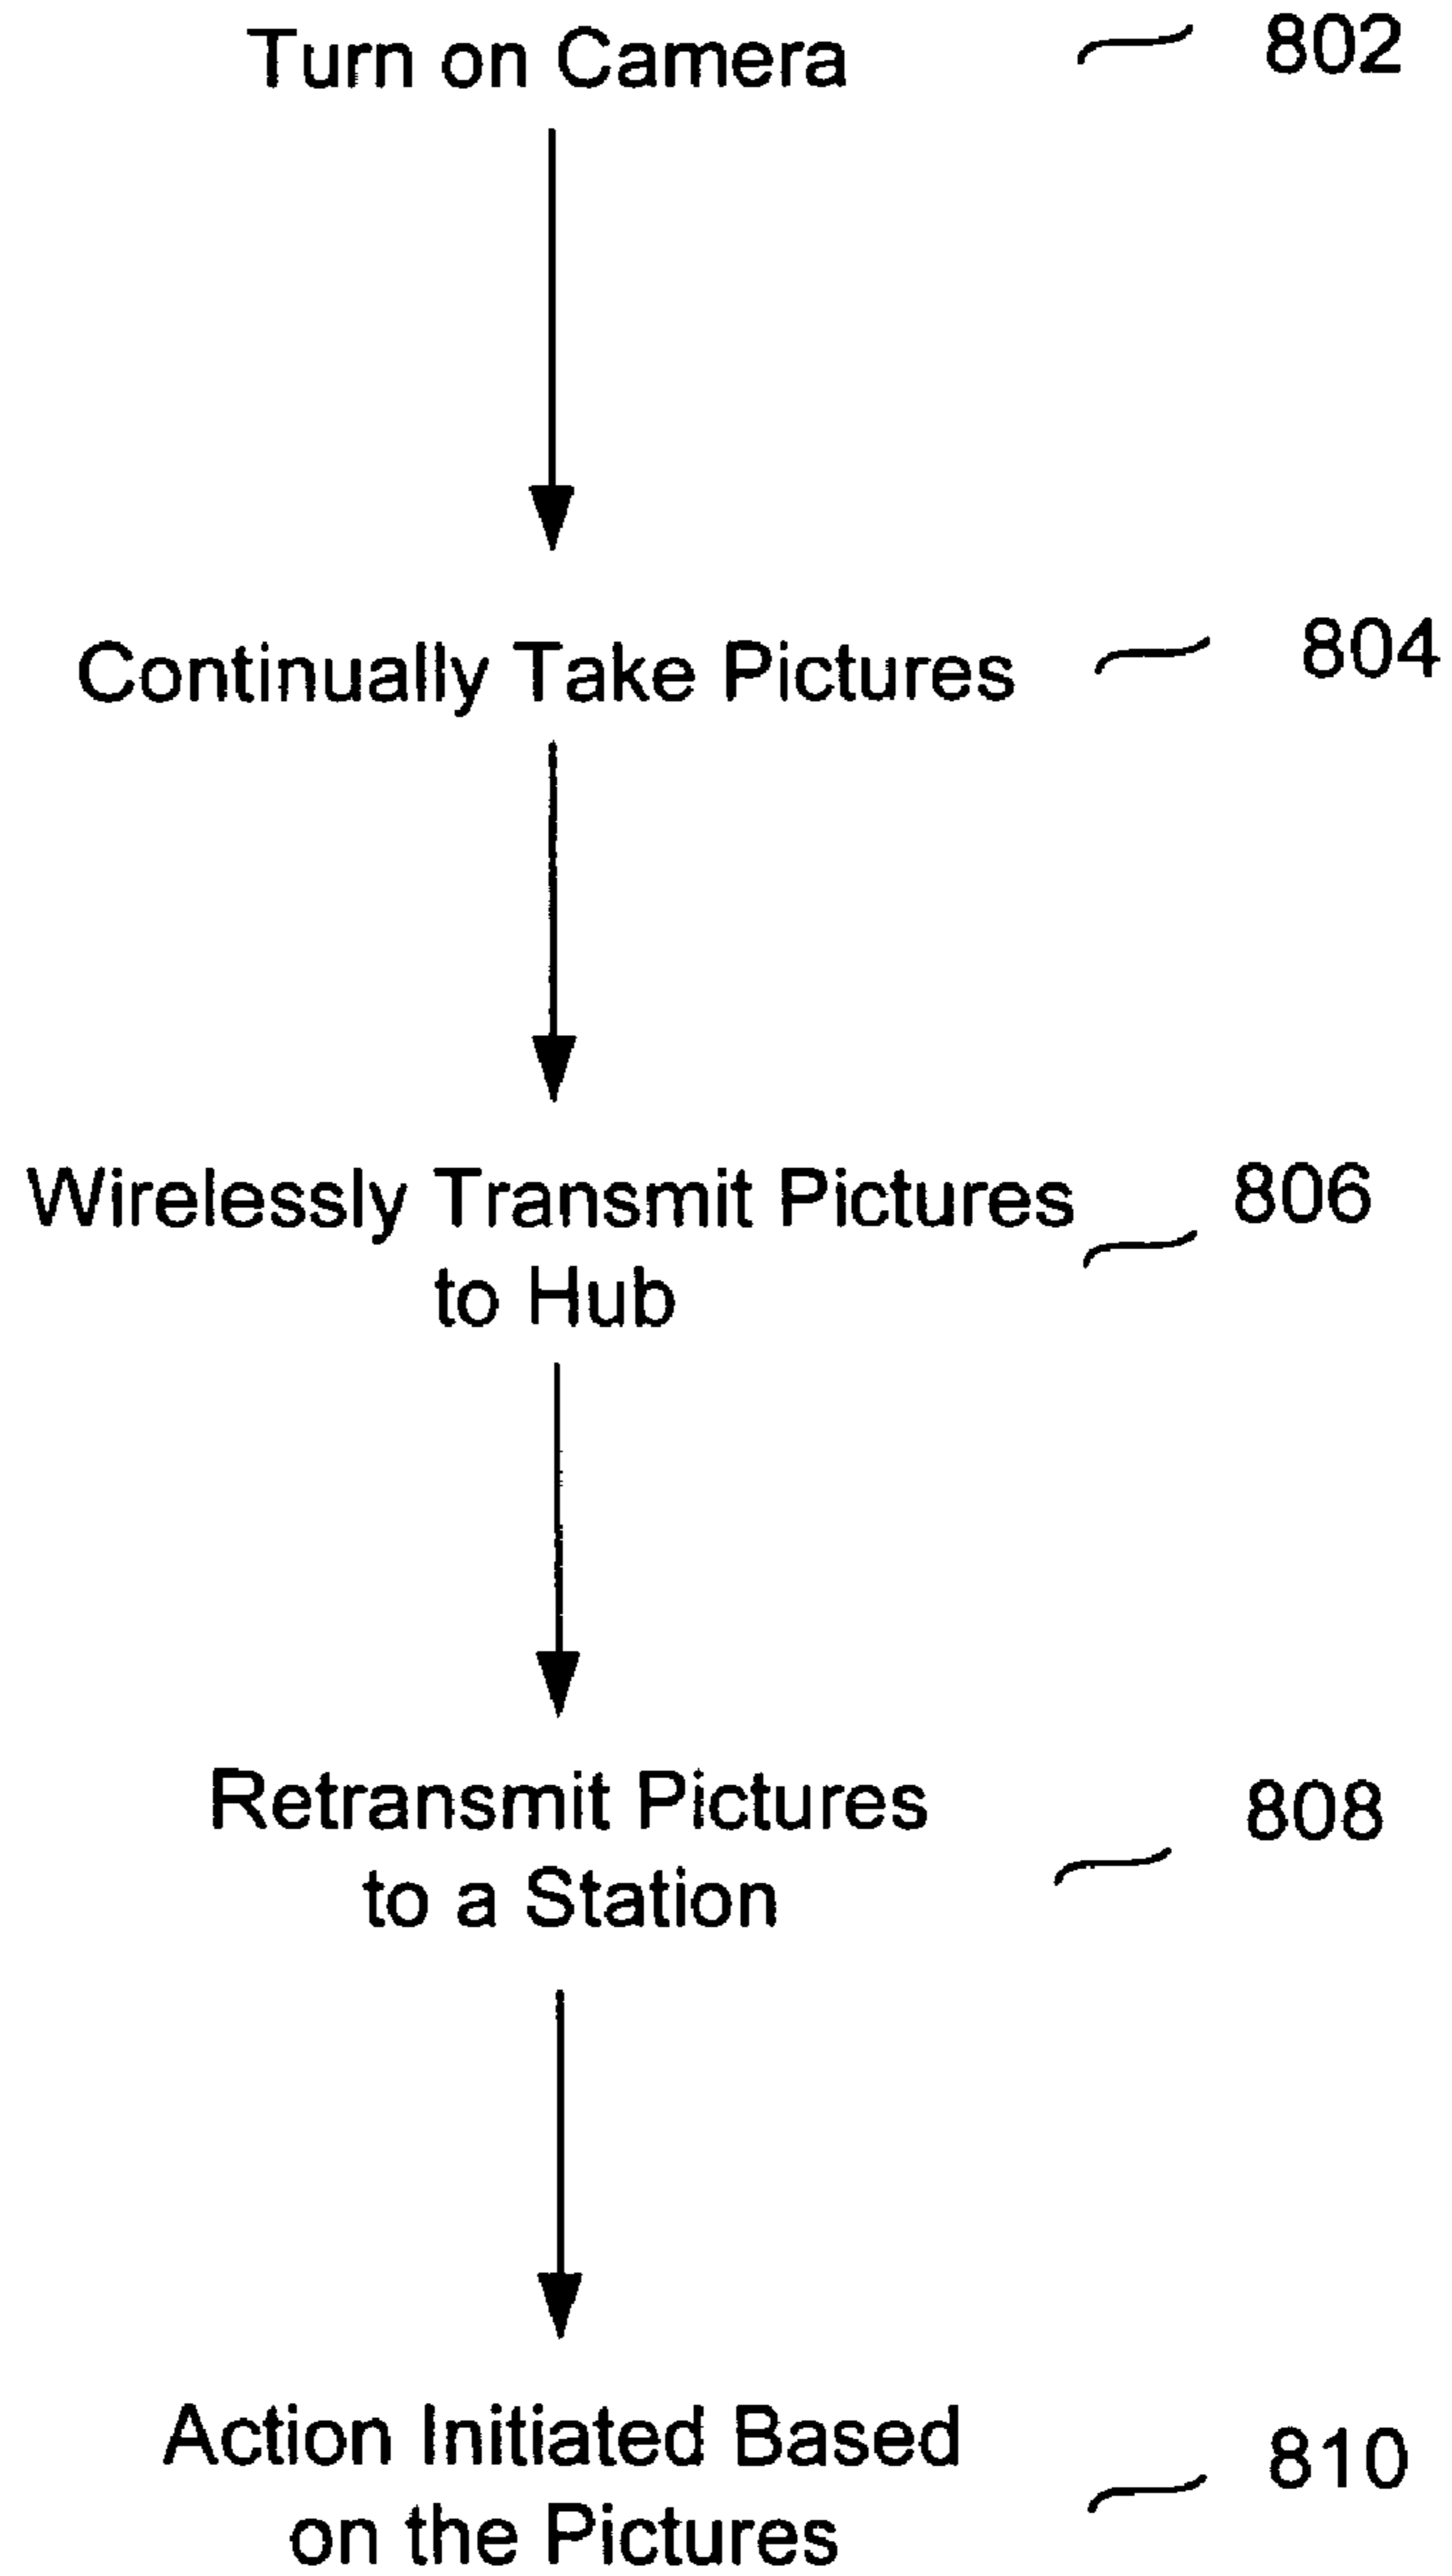 Turn on Camera 802
Continually Take Pictures 804
Wirelessly Transmit Pictures 806
to Hub
Retransmit Pictures 808
to a Station
Action Initiated Based 810
on the Pictures